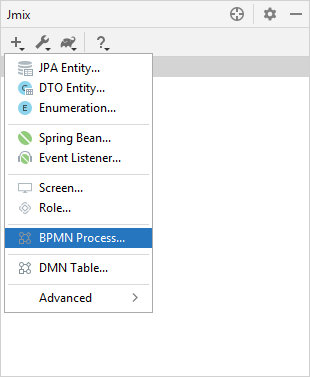 Jmix
?
JPA Entity...
DTO Entity...
E Enumeration...
Spring Bean...
Event Listener...
Screen...
Role...
BPMN Process...
DMN Table...
Advanced